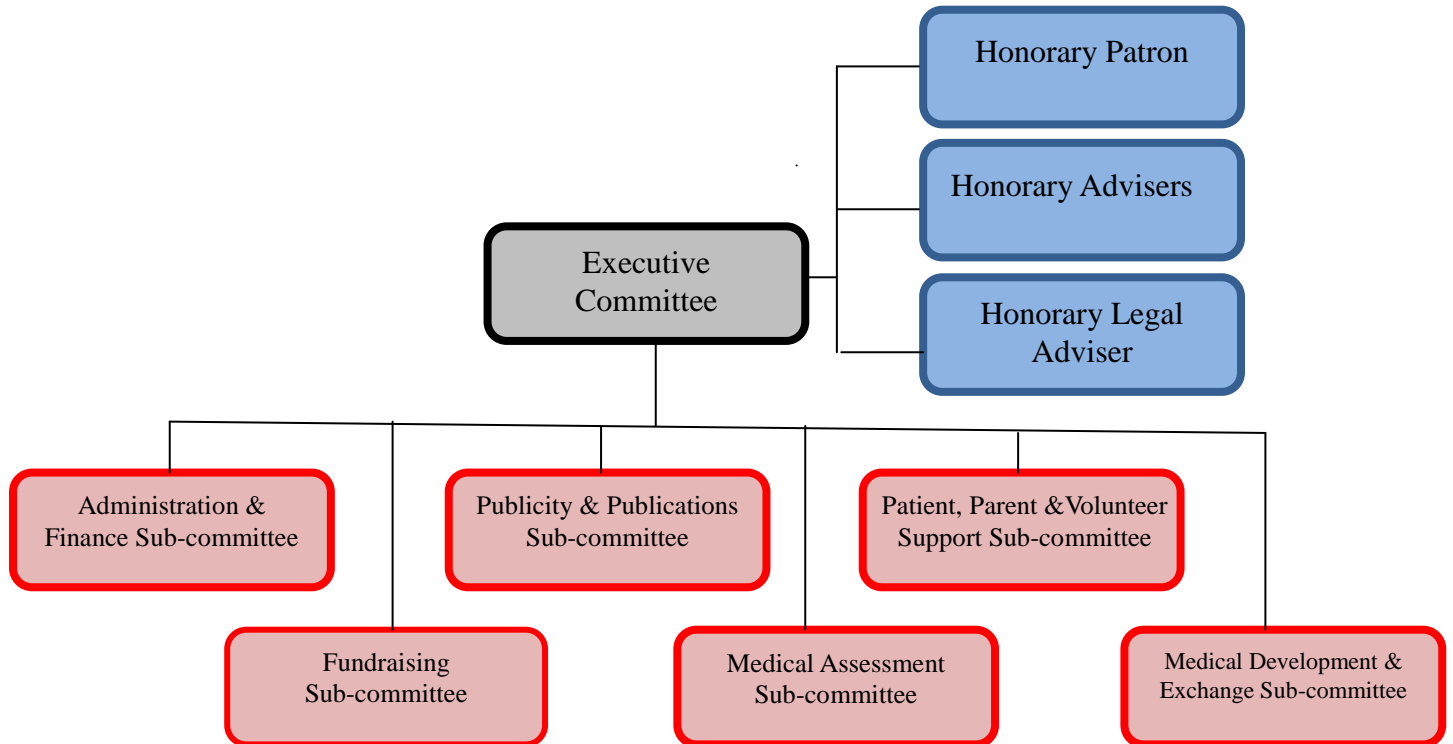 Honorary Patron
Honorary Advisers
Executive
Committee
Honorary Legal
Adviser
Administration &
Finance Sub-committee
Publicity & Publications
Sub-committee
Patient, Parent &Volunteer
Support Sub-committee
Fundraising
Sub-committee
Medical Assessment
Sub-committee
Medical Development &
Exchange Sub-committee